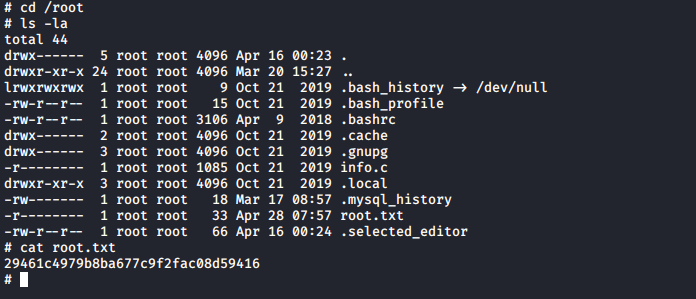 # cd /root
# ls -la
total 44
drwx------  5 root root 4096 Apr 16 00:23 .
drwxr-xr-x 24 root root 4096 Mar 20 15:27 ..
lrwxrwxrwx  1 root root    9 Oct 21  2019 .bash_history -> /dev/null
-rw-r--r--  1 root root   15 Oct 21  2019 .bash_profile
-rw-r--r--  1 root root 3106 Apr  9  2018 .bashrc
drwx------  2 root root 4096 Oct 21  2019 .cache
drwx------  3 root root 4096 Oct 21  2019 .gnupg
-r--------  1 root root 1085 Oct 21  2019 info.c
drwxr-xr-x  3 root root 4096 Oct 21  2019 .local
-rw-------  1 root root   18 Mar 17 08:57 .mysql_history
-r--------  1 root root   33 Apr 28 07:57 root.txt
-rw-r--r--  1 root root   66 Apr 16 00:24 .selected_editor
# cat root.txt
29461c4979b8ba677c9f2fac08d59416
#